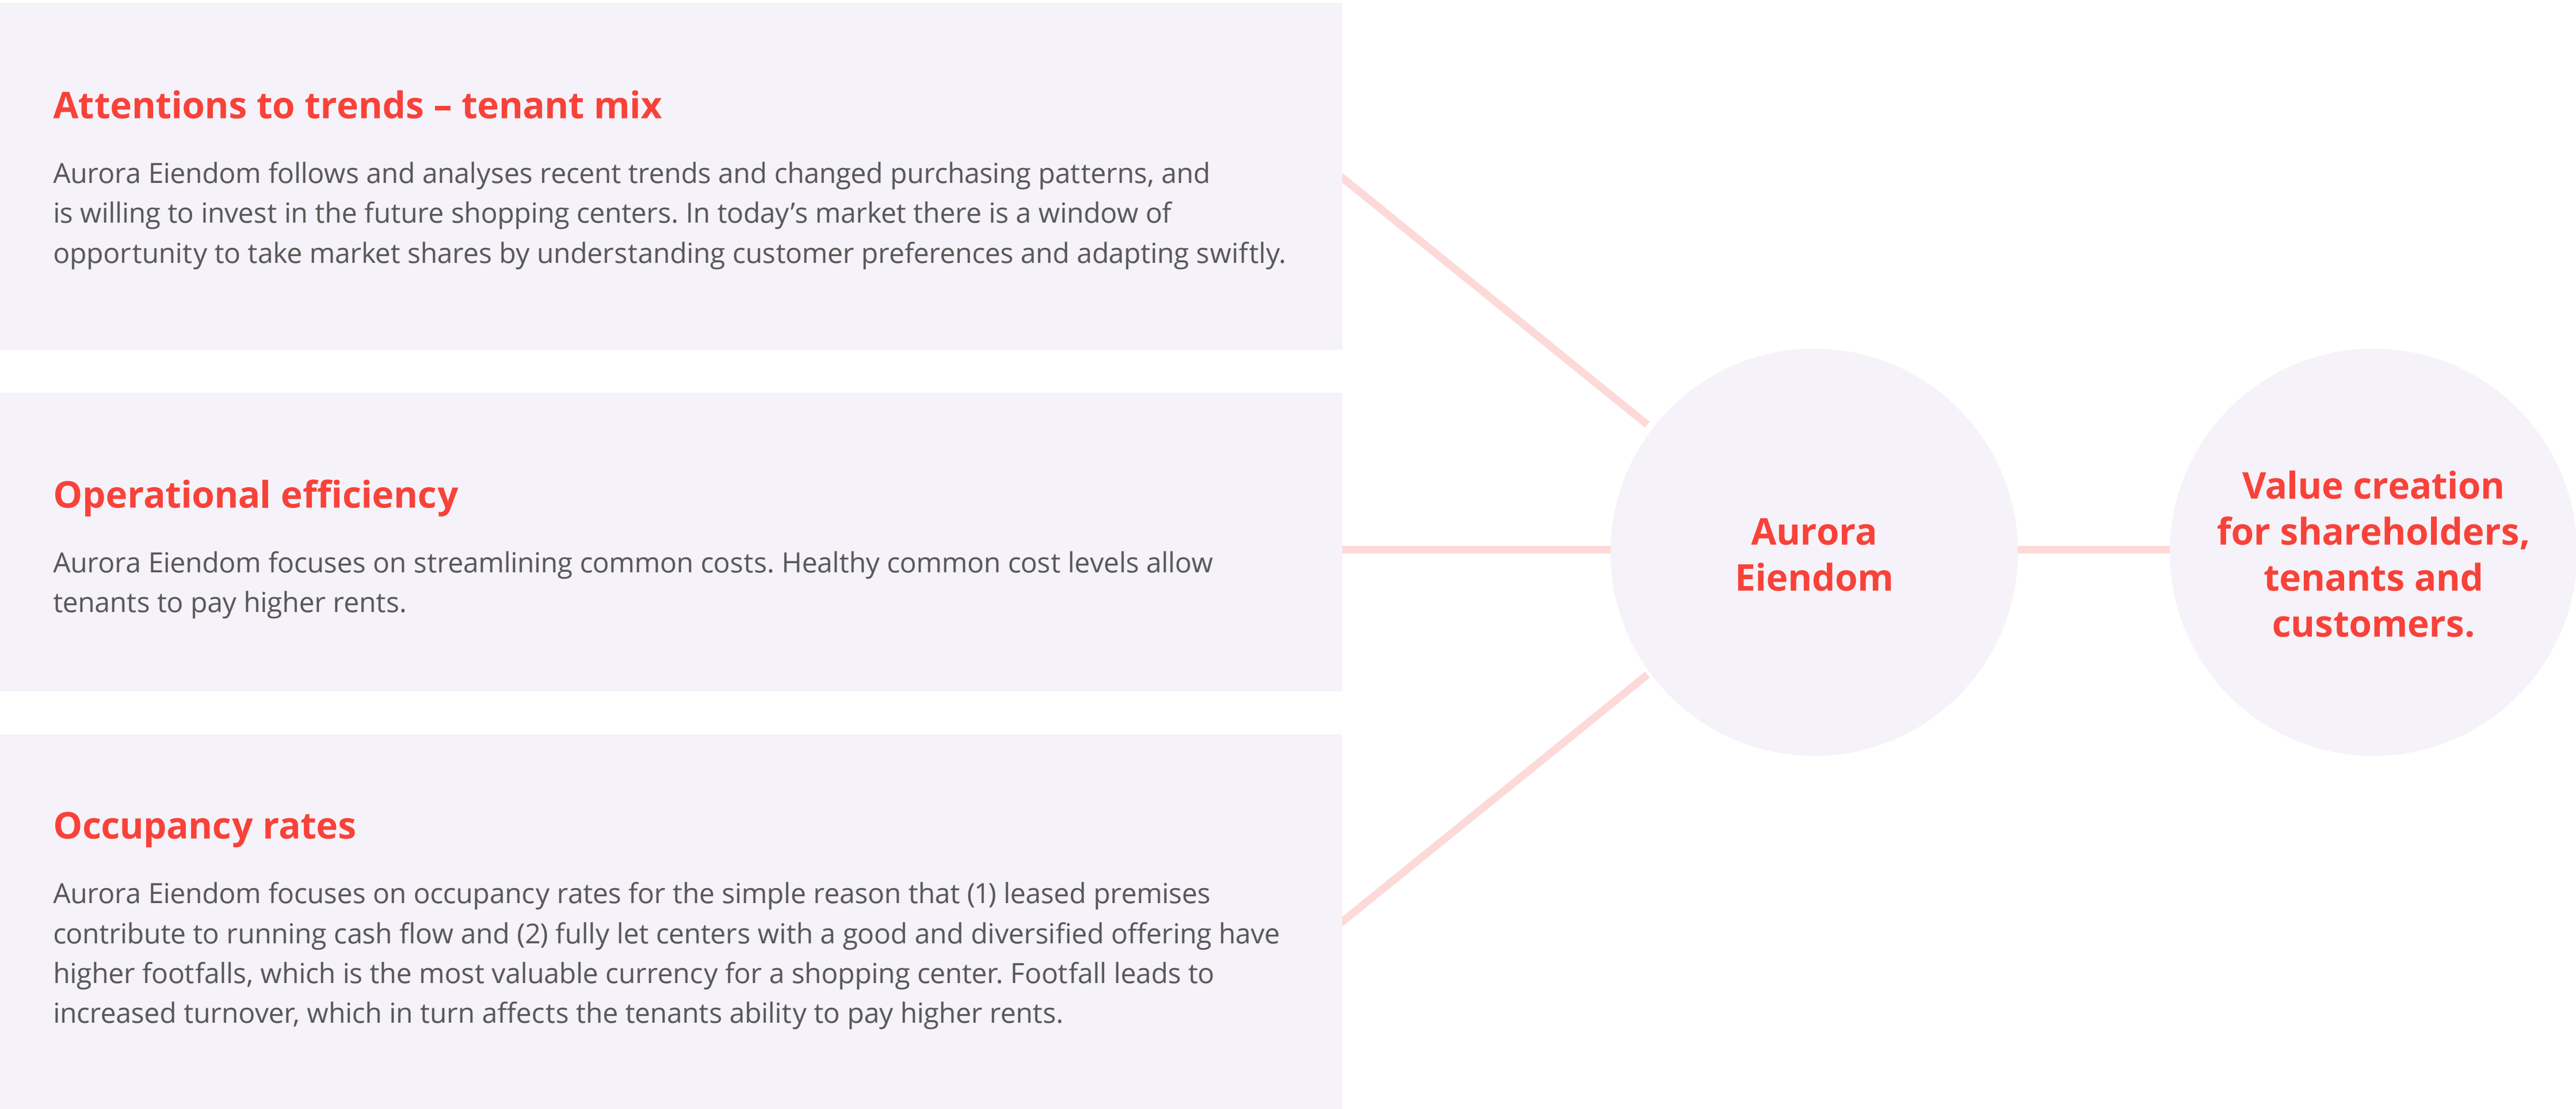 Attentions to trends – tenant mix
Aurora Eiendom follows and analyses recent trends and changed purchasing patterns, and
is willing to invest in the future shopping centers. In today’s market there is a window of
opportunity to take market shares by understanding customer preferences and adapting swiftly.
Operational efficiency
Aurora Eiendom focuses on streamlining common costs. Healthy common cost levels allow
tenants to pay higher rents.
Occupancy rates
Aurora Eiendom focuses on occupancy rates for the simple reason that (1) leased premises
contribute to running cash flow and (2) fully let centers with a good and diversified offering have
higher footfalls, which is the most valuable currency for a shopping center. Footfall leads to
increased turnover, which in turn affects the tenants ability to pay higher rents.
Aurora
Eiendom
Value creation
for shareholders,
tenants and
customers.